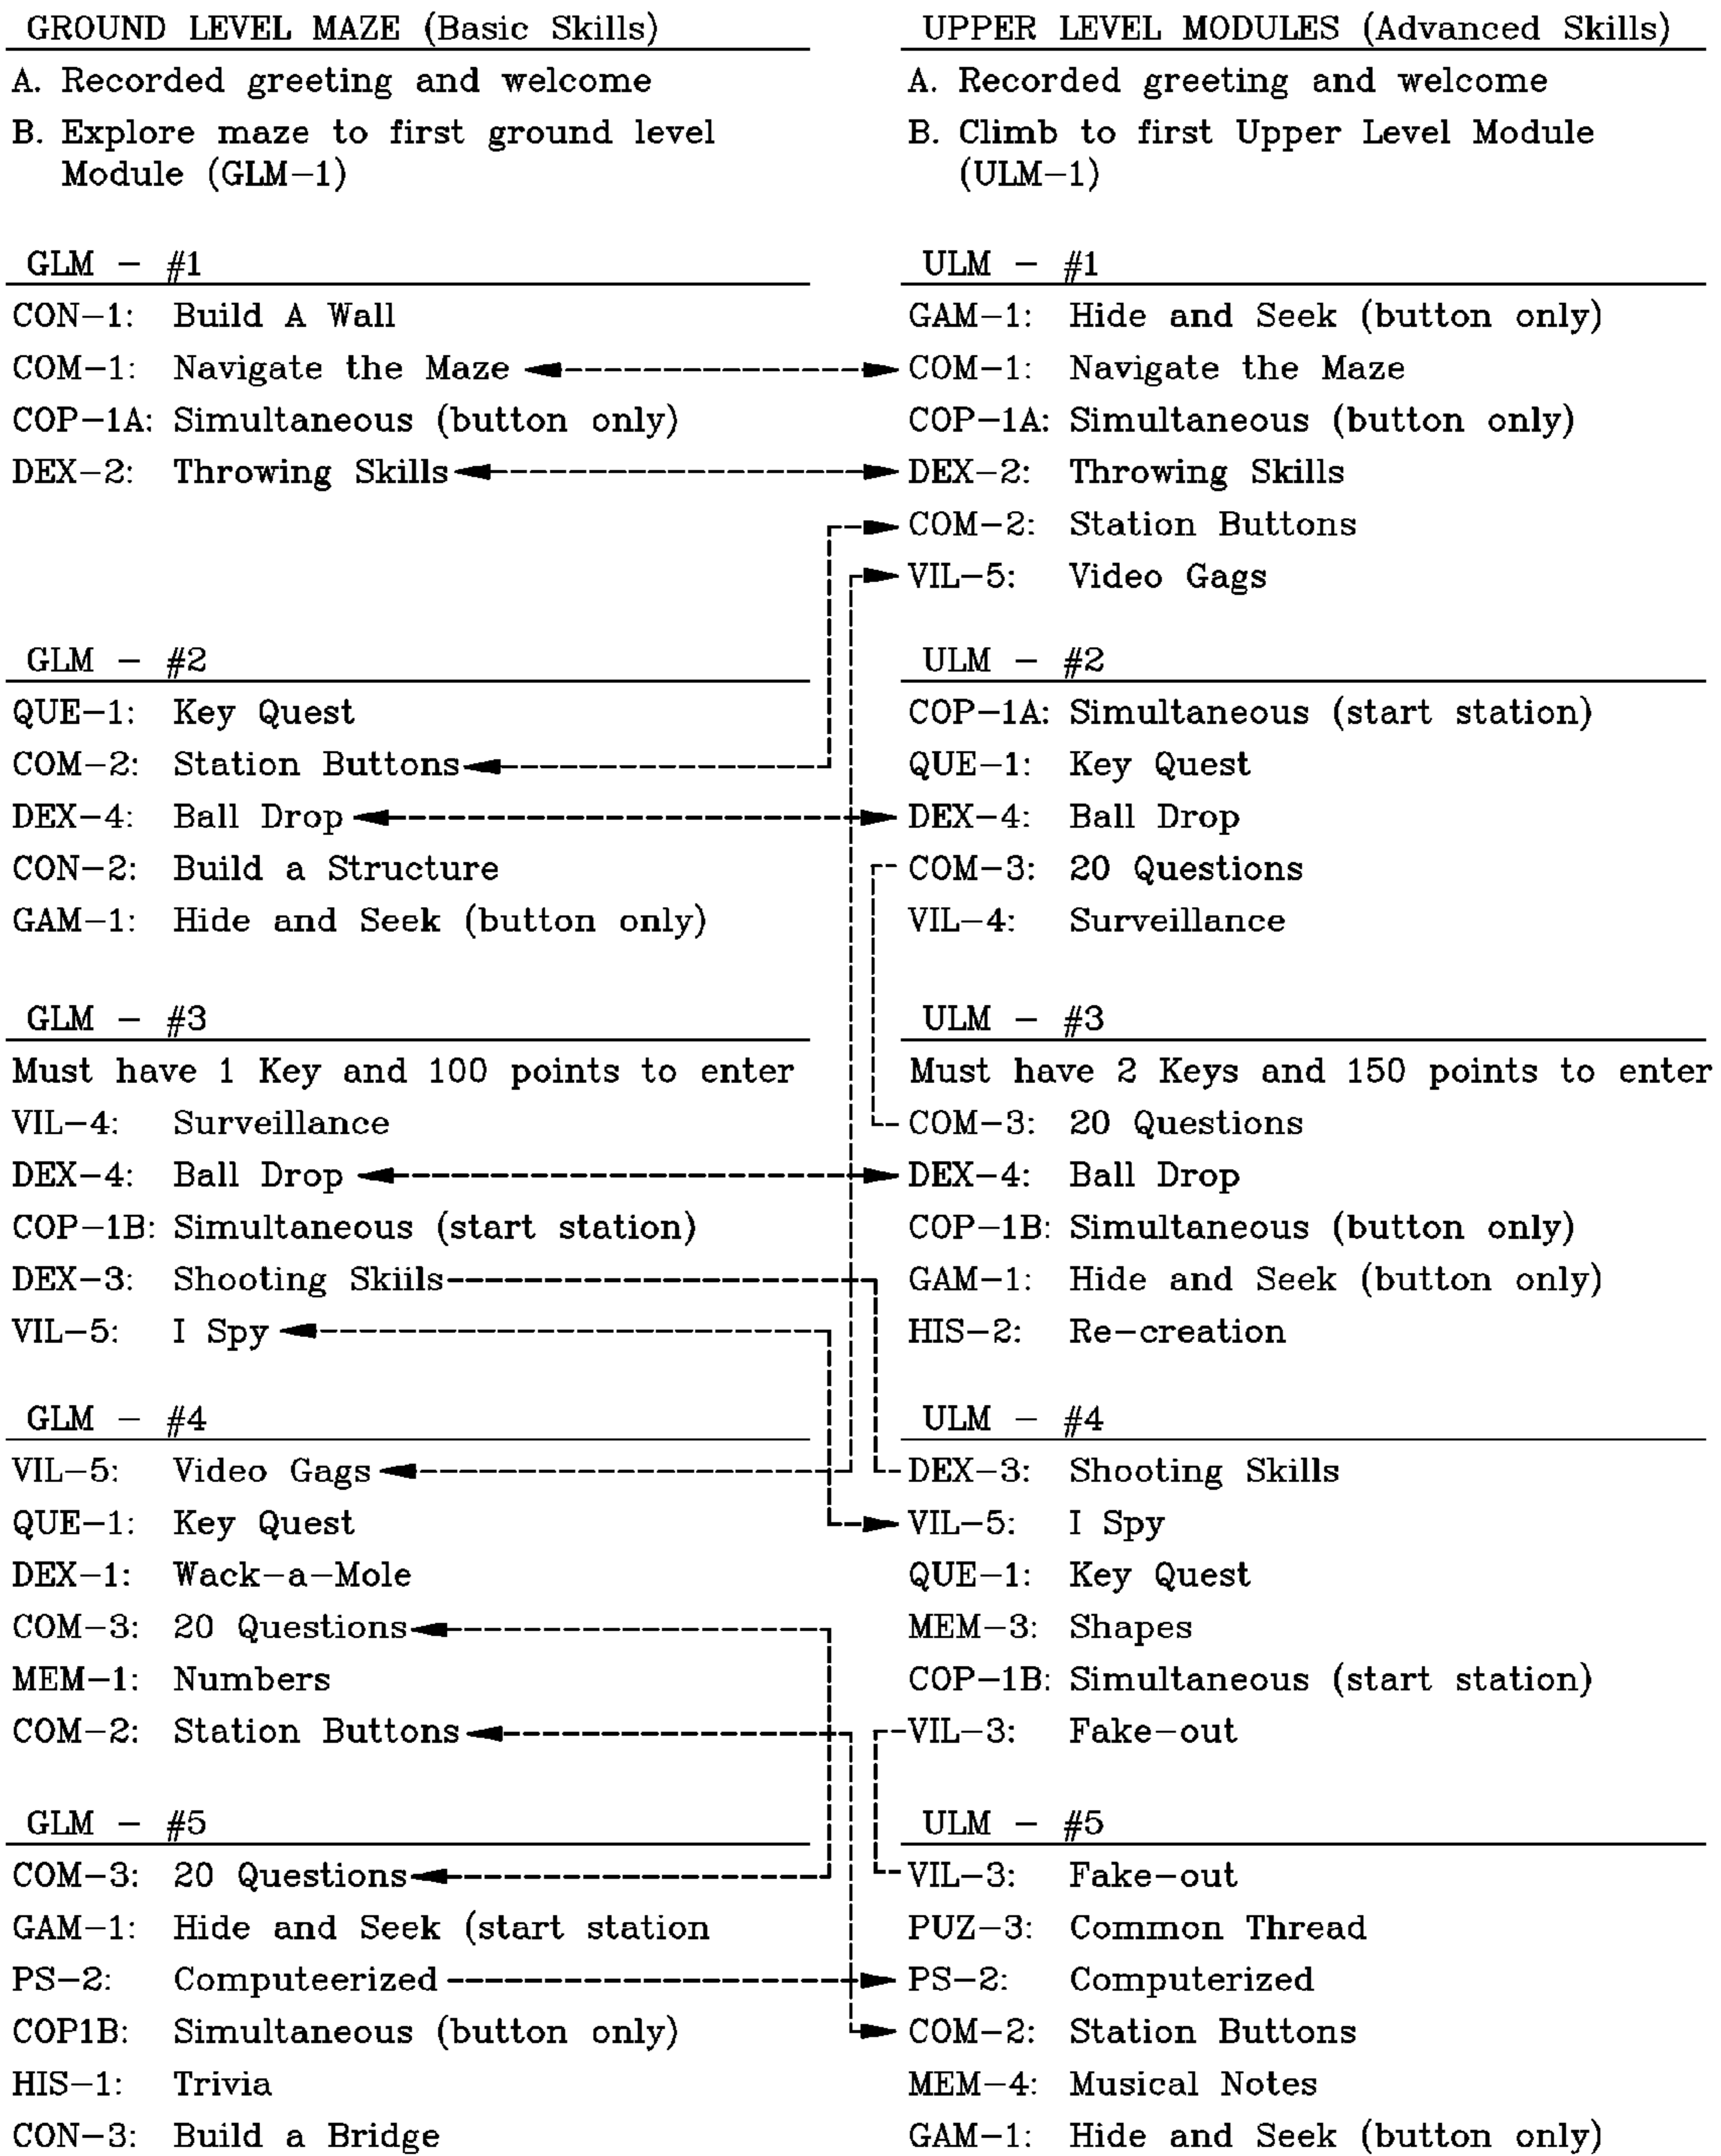 GROUND LEVEL MAZE (Basic Skills)
A. Recorded greeting and welcome
B. Explore maze to first ground level
Module (GLM-1)
GLM - #1
CON-1: Build A Wall
COM-1: Navigate the Maze
COP-1A: Simultaneous (button only)
DEX-2: Throwing Skills
GLM - #2
QUE-1: Key Quest
COM-2: Station Buttons
DEX-4: Ball Drop
CON-2: Build a Structure
GAM-1: Hide and Seek (button only)
GLM - #3
Must have 1 Key and 100 points to enter
VIL-4: Surveillance
DEX-4: Ball Drop
COP-1B: Simultaneous (start station)
DEX-3: Shooting Skiils
VIL-5: I Spy
GLM - #4
VIL-5: Video Gags
QUE-1: Key Quest
DEX-1: Wack-a-Mole
COM-3: 20 Questions
MEM-1: Numbers
COM-2: Station Buttons
GLM - #5
COM-3: 20 Questions
GAM-1: Hide and Seek (start station
PS-2: Computeerized
COP1B: Simultaneous (button only)
HIS-1: Trivia
CON-3: Build a Bridge
UPPER LEVEL MODULES (Advanced Skills)
A. Recorded greeting and welcome
B. Climb to first Upper Level Module
(ULM-1)
ULM - #1
GAM-1: Hide and Seek (button only)
COM-1: Navigate the Maze
COP-1A: Simultaneous (button only)
DEX-2: Throwing Skills
COM-2: Station Buttons
VIL-5: Video Gags
ULM - #2
COP-1A: Simultaneous (start station)
QUE-1: Key Quest
DEX-4: Ball Drop
COM-3: 20 Questions
VIL-4: Surveillance
ULM - #3
Must have 2 Keys and 150 points to enter
COM-3: 20 Questions
DEX-4: Ball Drop
COP-1B: Simultaneous (button only)
GAM-1: Hide and Seek (button only)
HIS-2: Re-creation
ULM - #4
DEX-3: Shooting Skills
VIL-5: I Spy
QUE-1: Key Quest
MEM-3: Shapes
COP-1B: Simultaneous (start station)
VIL-3: Fake-out
ULM - #5
VIL-3: Fake-out
PUZ-3: Common Thread
PS-2: Computerized
COM-2: Station Buttons
MEM-4: Musical Notes
GAM-1: Hide and Seek (button only)